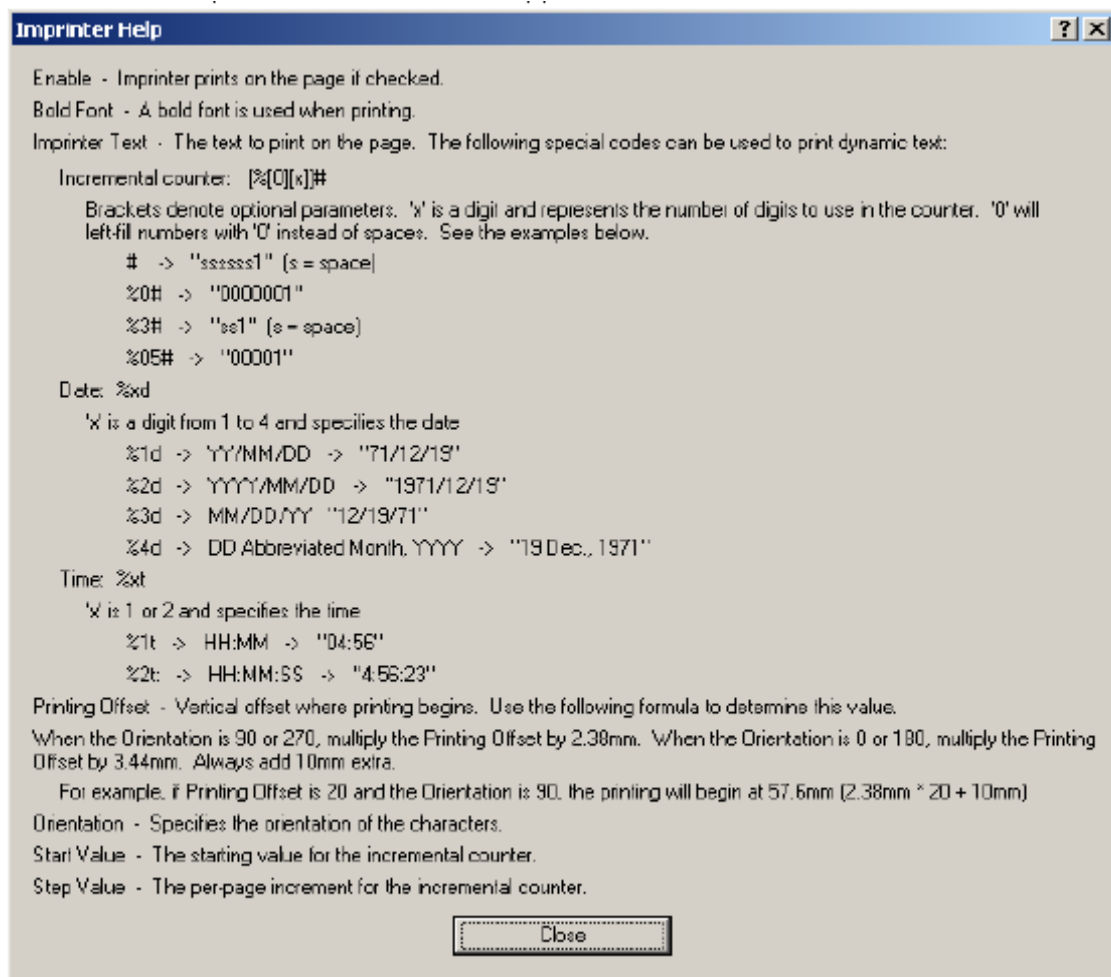 Imprinter Help
Enable - Imprinter prints on the page if checked.
Bold Font - A bold font is used when printing.
Imprinter Text - The text to print on the page. The following special codes can be used to print dynamic text:
Incremental counter: [%[0][x]]#
Brackets denote optional parameters. 'x' is a digit and represents the number of digits to use in the counter. '0' will
left-fill numbers with '0' instead of spaces. See the examples below.
# -> "ssssss1" (s = space)
%0# -> "0000001"
%3# -> "ss1" (s = space)
%05# -> "00001"
Date: %xd
'x' is a digit from 1 to 4 and specifies the date
%1d -> YY/MM/DD -> "71/12/19"
%2d -> YYYY/MM/DD -> "1971/12/19"
%3d -> MM/DD/YY "12/19/71"
%4d -> DD Abbreviated Month, YYYY -> "19 Dec., 1971"
Time: %xt
'x' is 1 or 2 and specifies the time
%1t -> HH:MM -> "04:56"
%2t: -> HH:MM:SS -> "4:56:23"
Printing Offset - Vertical offset where printing begins. Use the following formula to determine this value.
When the Orientation is 90 or 270, multiply the Printing Offset by 2.38mm. When the Orientation is 0 or 180, multiply the Printing
Offset by 3.44mm. Always add 10mm extra.
For example, if Printing Offset is 20 and the Orientation is 90, the printing will begin at 57.6mm (2.38mm * 20 + 10mm)
Orientation - Specifies the orientation of the characters.
Start Value - The starting value for the incremental counter.
Step Value - The per-page increment for the incremental counter.
Close